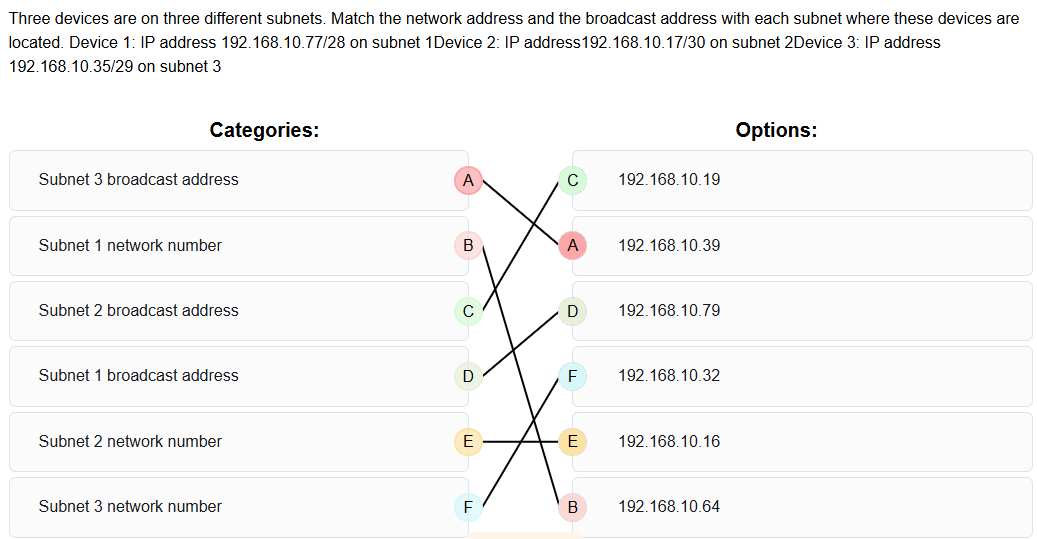 Three devices are on three different subnets. Match the network address and the broadcast address with each subnet where these devices are
located. Device 1: IP address 192.168.10.77/28 on subnet 1Device 2: IP address192.168.10.17/30 on subnet 2Device 3: IP address
192.168.10.35/29 on subnet 3
Categories:
Options:
Subnet 3 broadcast address
A
C
192.168.10.19
Subnet 1 network number
B
A
192.168.10.39
Subnet 2 broadcast address
C
D
192.168.10.79
Subnet 1 broadcast address
D
F
192.168.10.32
Subnet 2 network number
E
E
192.168.10.16
Subnet 3 network number
F
B
192.168.10.64